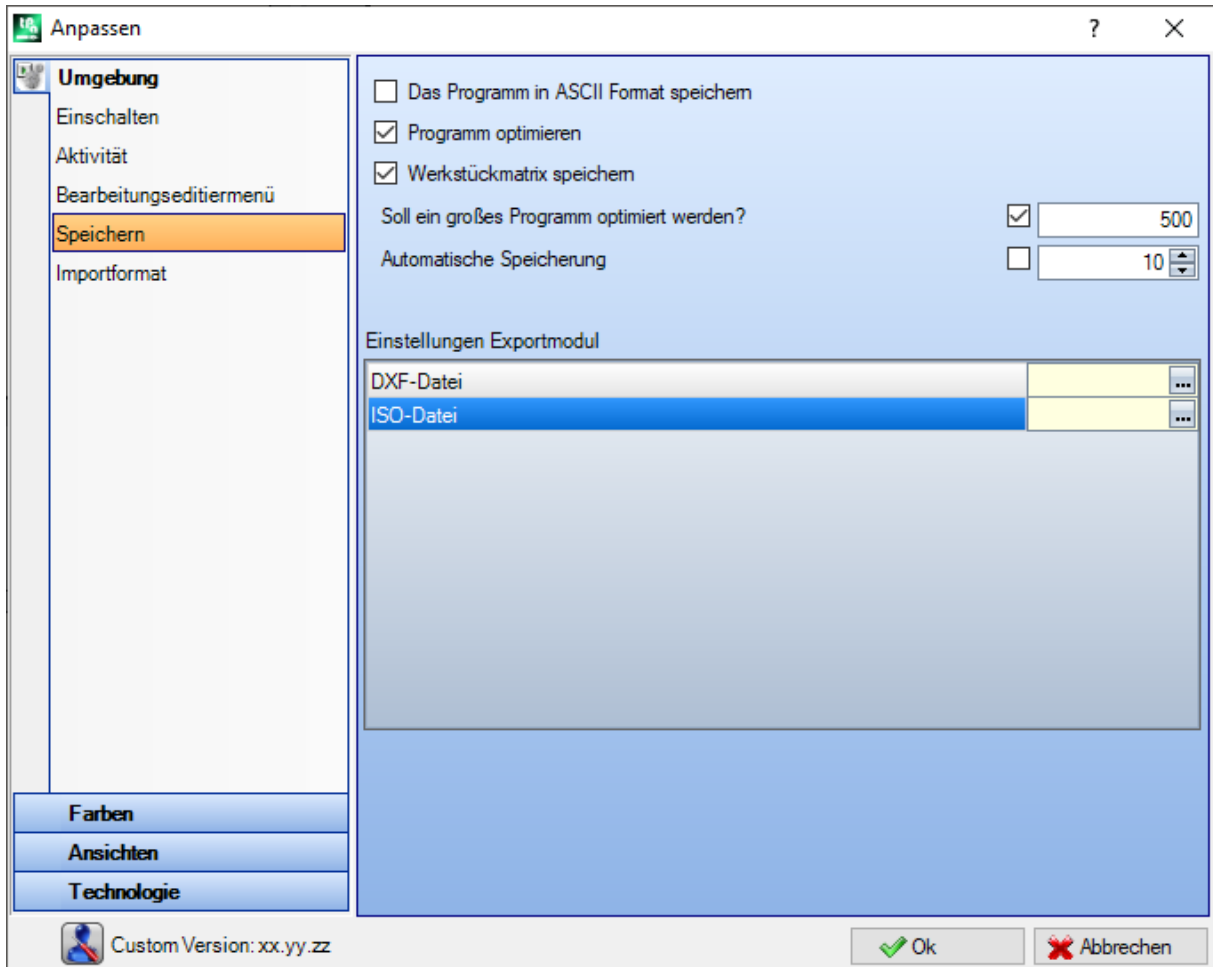 Anpassen
?
Umgebung
Einschalten
Aktivität
Bearbeitungseditiermenü
Speichern
Importformat
Farben
Ansichten
Technologie
Das Programm in ASCII Format speichern
Programm optimieren
Werkstückmatrix speichern
Soll ein großes Programm optimiert werden? 500
Automatische Speicherung 10
Einstellungen Exportmodul
DXF-Datei ...
ISO-Datei ...
Custom Version: xx.yy.zz
Ok
Abbrechen